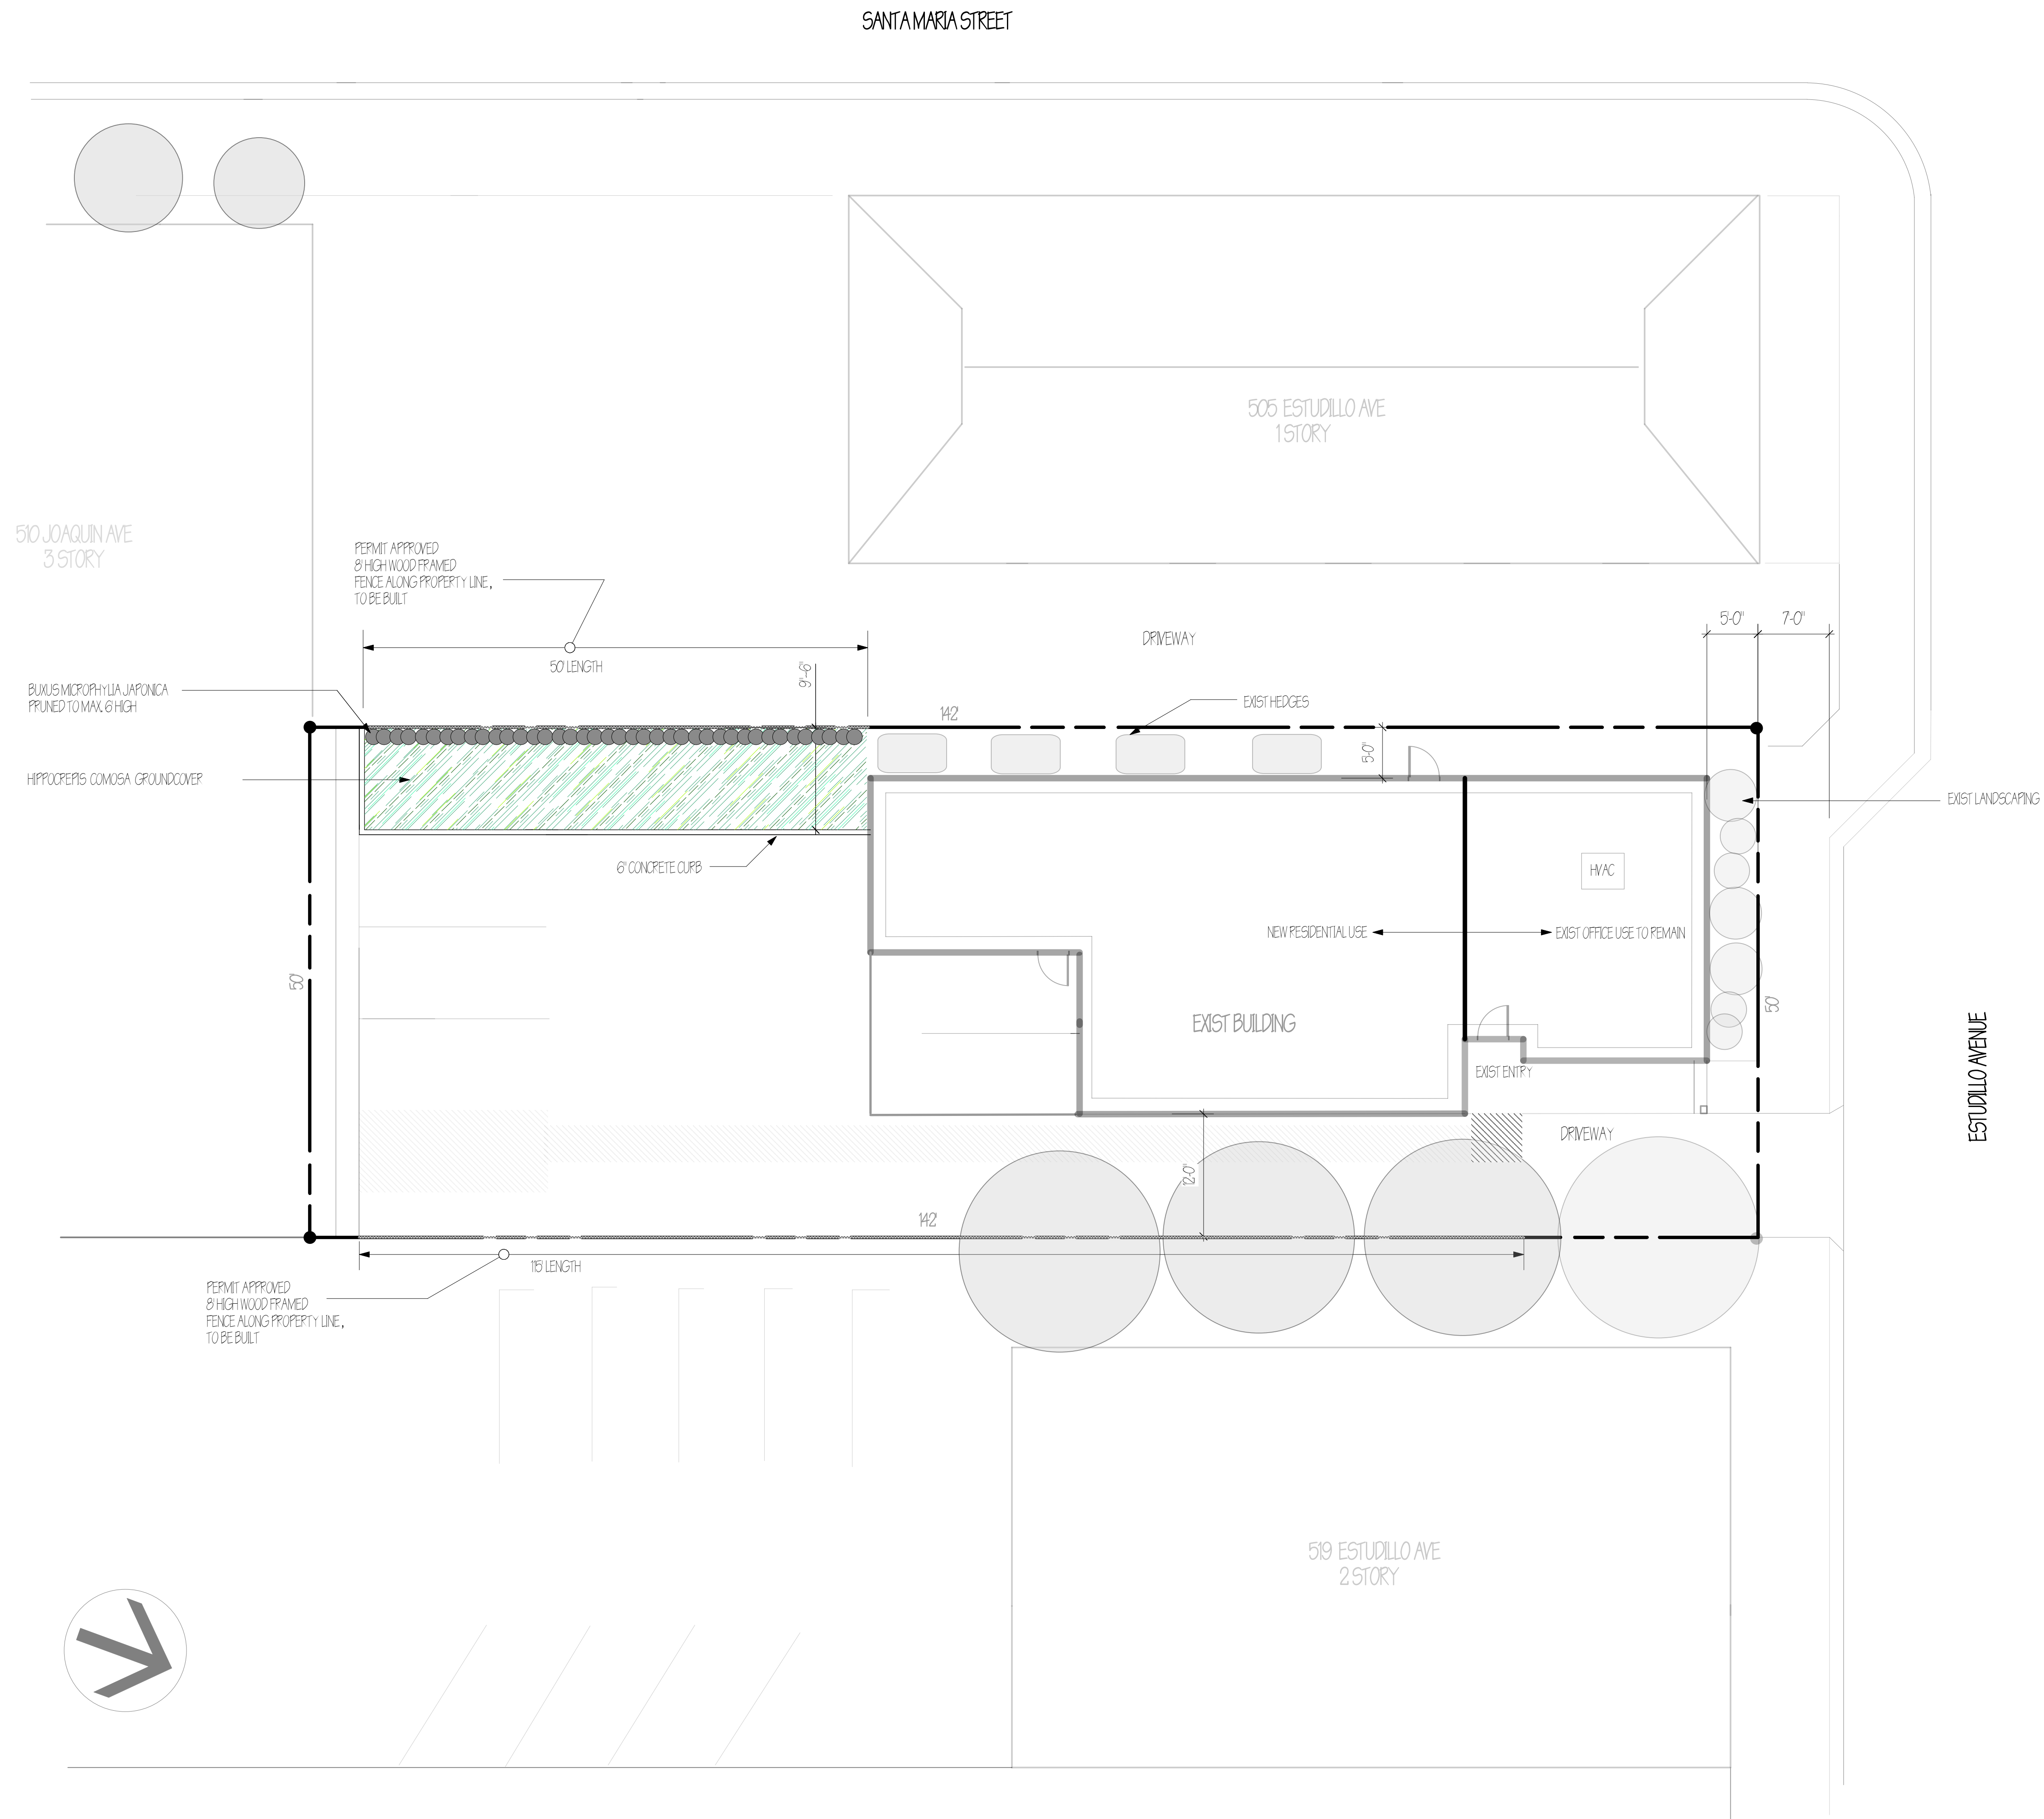 SANTA MARIA STREET
505 ESTUDILLO AVE
1 STORY
510 JOAQUIN AVE
3 STORY
PERMIT APPROVED
8' HIGH WOOD FRAMED
FENCE ALONG PROPERTY LINE,
TO BE BUILT
50' LENGTH
9'-6"
DRIVEWAY
5'-0"
7'-0"
BUXUS MICROPHYLIA JAPONICA
PRUNED TO MAX. 6' HIGH
142'
EXIST HEDGES
5'-0"
HIPPOCREPIS COMOSA GROUNDCOVER
EXIST LANDSCAPING
6" CONCRETE CURB
HVAC
NEW RESIDENTIAL USE
EXIST OFFICE USE TO REMAIN
50'
EXIST BUILDING
50'
ESTUDILLO AVENUE
EXIST ENTRY
DRIVEWAY
12'-0"
142'
115' LENGTH
PERMIT APPROVED
8' HIGH WOOD FRAMED
FENCE ALONG PROPERTY LINE,
TO BE BUILT
519 ESTUDILLO AVE
2 STORY